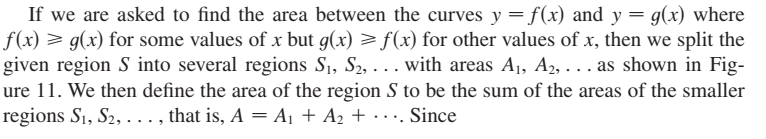 If we are asked to find the area between the curves y = f(x) and y = g(x) where
f(x) ≥ g(x) for some values of x but g(x) ≥ f(x) for other values of x, then we split the
given region S into several regions S₁, S₂, . . . with areas A₁, A₂, . . . as shown in Fig-
ure 11. We then define the area of the region S to be the sum of the areas of the smaller
regions S₁, S₂, . . . , that is, A = A₁ + A₂ + ⋯. Since